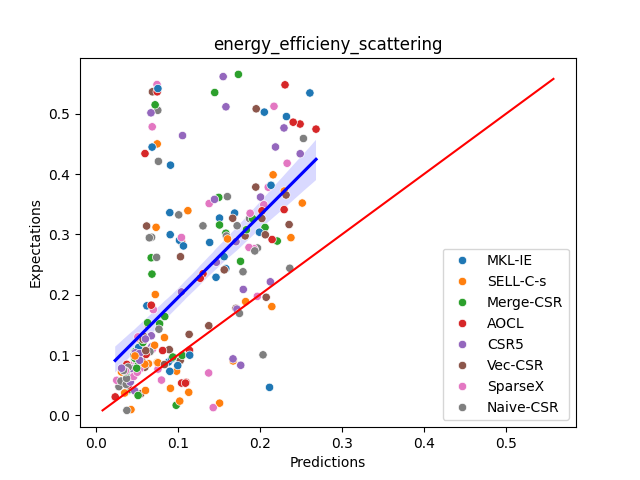 energy_efficieny_scattering
Expectations
0.5
0.4
0.3
0.2
0.1
0.0
MKL-IE
SELL-C-s
Merge-CSR
AOCL
CSR5
Vec-CSR
SparseX
Naive-CSR
0.0 0.1 0.2 0.3 0.4 0.5
Predictions